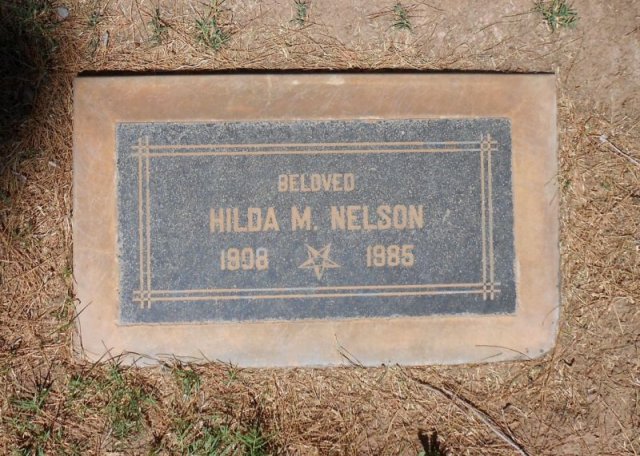 BELOVED
HILDA M. NELSON
1908 1985